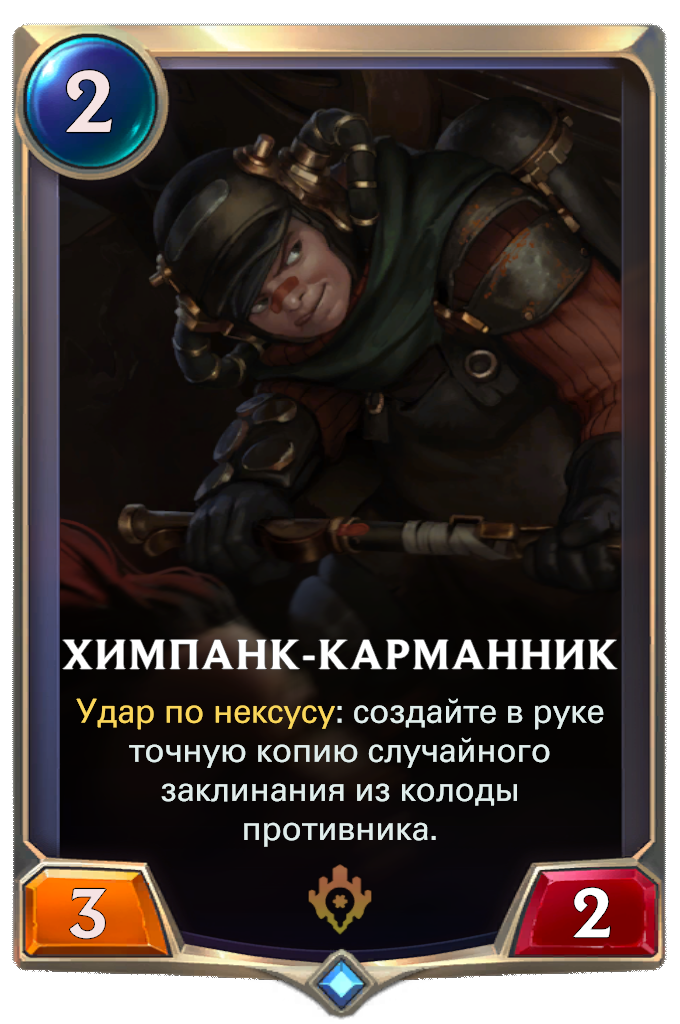 2
ХИМПАНК-КАРМАННИК
Удар по нексусу: создайте в руке
точную копию случайного
заклинания из колоды
противника.
3
2